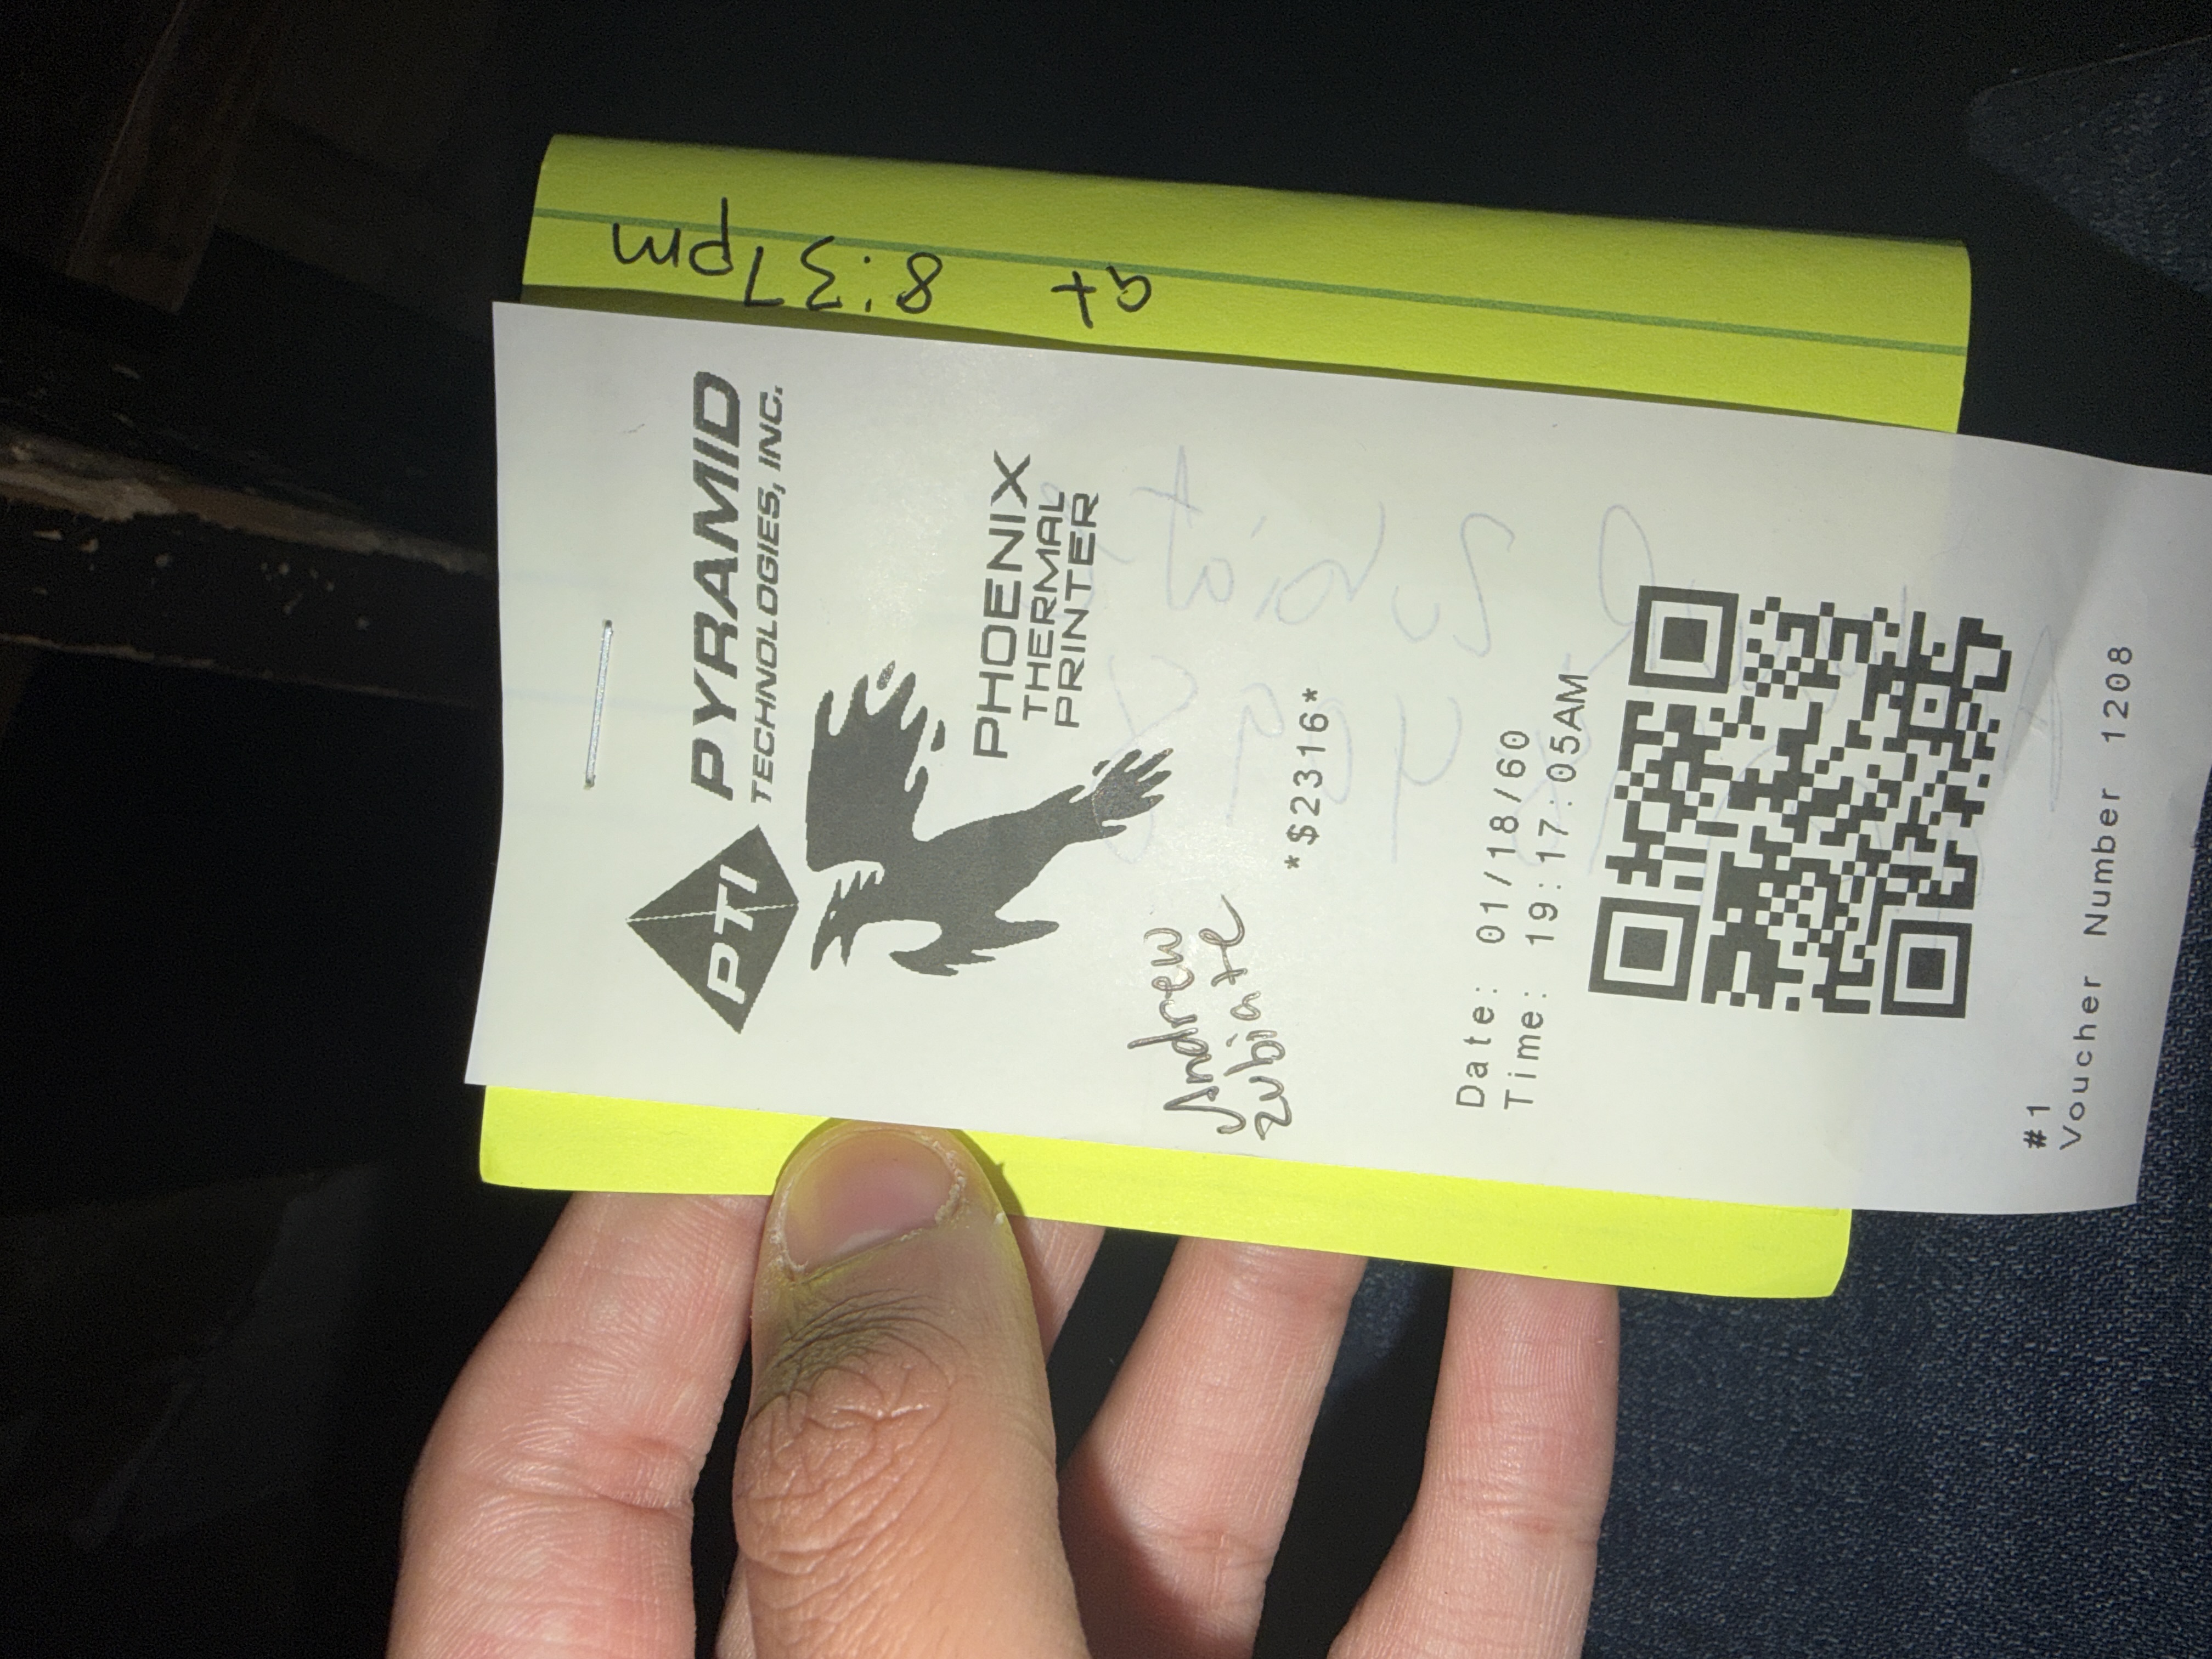 at 8:37pm
PTI
PYRAMID
TECHNOLOGIES, INC.
PHOENIX
THERMAL
PRINTER
Andrew
zubiate
*$2316*
Date: 01/18/60
Time: 19:17:05AM
#1
Voucher Number 1208